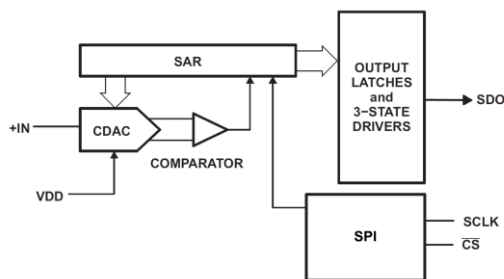 SAR
OUTPUT
LATCHES
and
3−STATE
DRIVERS
SDO
+IN
CDAC
COMPARATOR
VDD
SPI
SCLK
CS